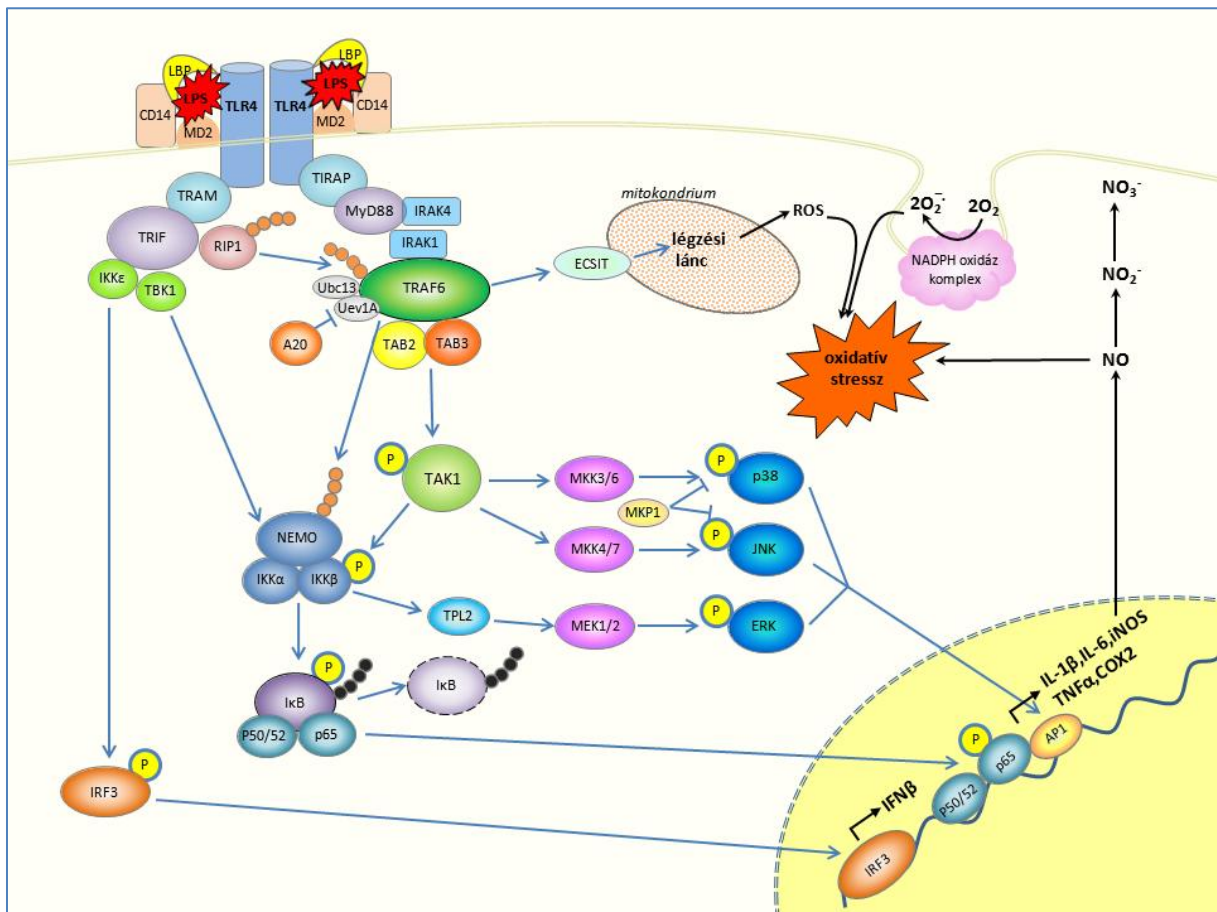 LBP
LPS
CD14
MD2
TLR4
TLR4
LBP
LPS
MD2
CD14
TRAM
TIRAP
TRIF
RIP1
MyD88
IRAK4
IRAK1
IKKε
TBK1
Ubc13
Uev1A
TRAF6
A20
TAB2
TAB3
ECSIT
mitokondrium
légzési
lánc
ROS
2O₂⁻˙
2O₂
NADPH oxidáz
komplex
NO₃⁻
NO₂⁻
NO
oxidatív
stressz
P
TAK1
MKK3/6
P
p38
MKP1
MKK4/7
P
JNK
NEMO
IKKα
IKKβ
P
TPL2
MEK1/2
P
ERK
P
IκB
P50/52
p65
IκB
P
IRF3
IL-1β,IL-6,iNOS
TNFα,COX2
P
p65
AP1
P50/52
IFNβ
IRF3